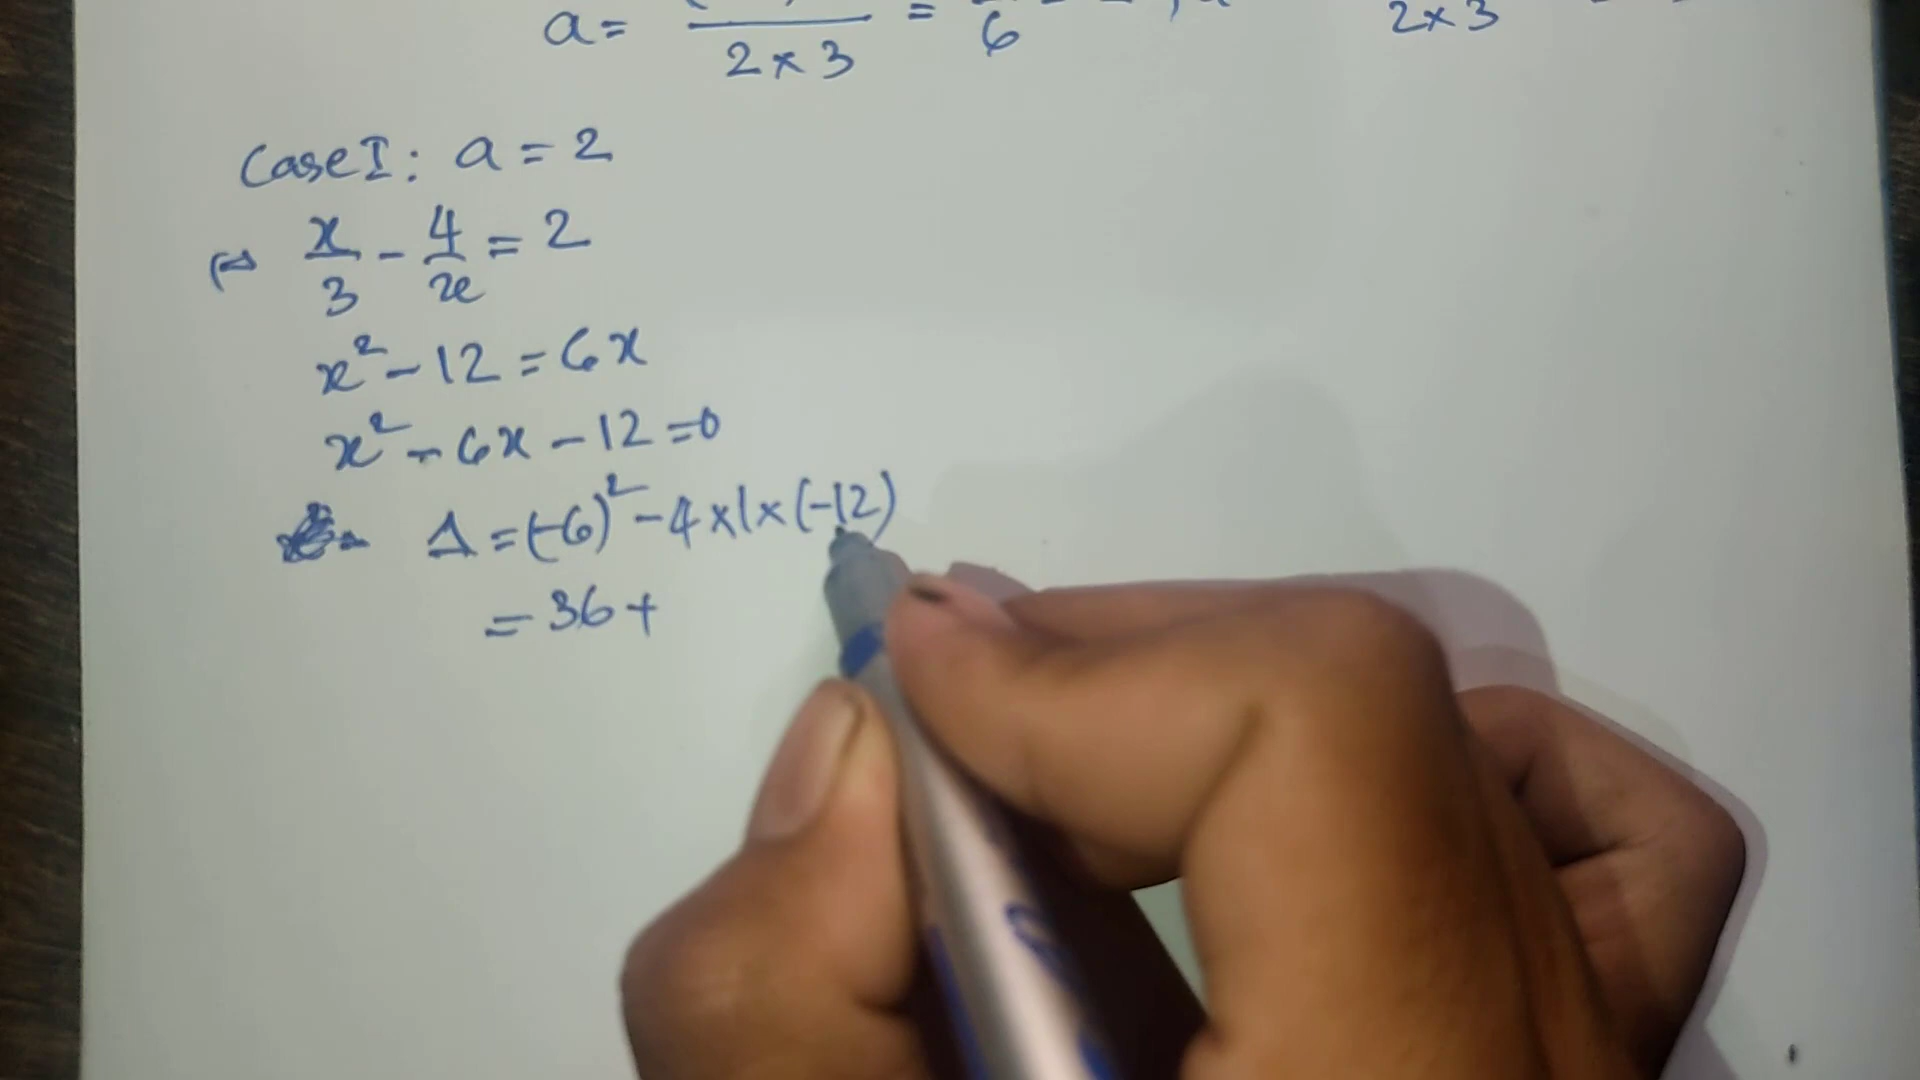 a = / 2 × 3 = / 6 2 × 3
Case I : a = 2
⇒ x/3 - 4/x = 2
x² - 12 = 6x
x² - 6x - 12 = 0
Δ = (-6)² - 4 × 1 × (-12)
= 36 +